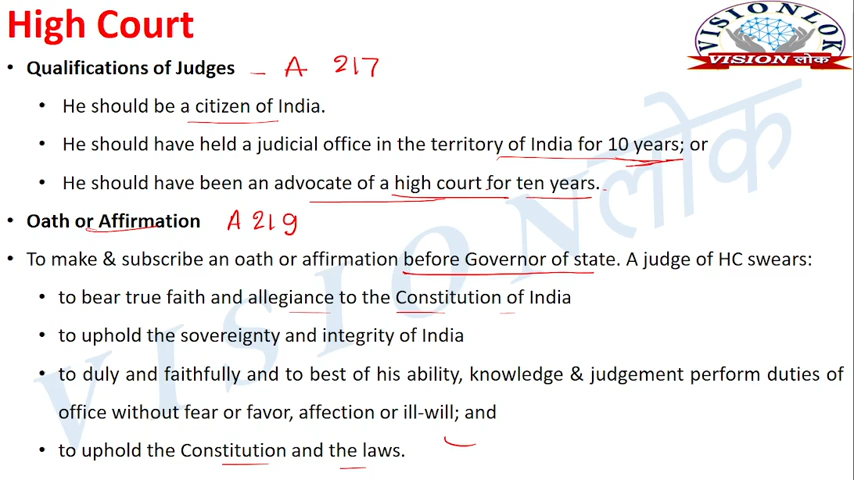 High Court
VISIONLOK
VISION लोक
• Qualifications of Judges – A 217
• He should be a citizen of India.
• He should have held a judicial office in the territory of India for 10 years; or
• He should have been an advocate of a high court for ten years.
• Oath or Affirmation A 219
• To make & subscribe an oath or affirmation before Governor of state. A judge of HC swears:
• to bear true faith and allegiance to the Constitution of India
• to uphold the sovereignty and integrity of India
• to duly and faithfully and to best of his ability, knowledge & judgement perform duties of
office without fear or favor, affection or ill-will; and
• to uphold the Constitution and the laws.
VISION लोक